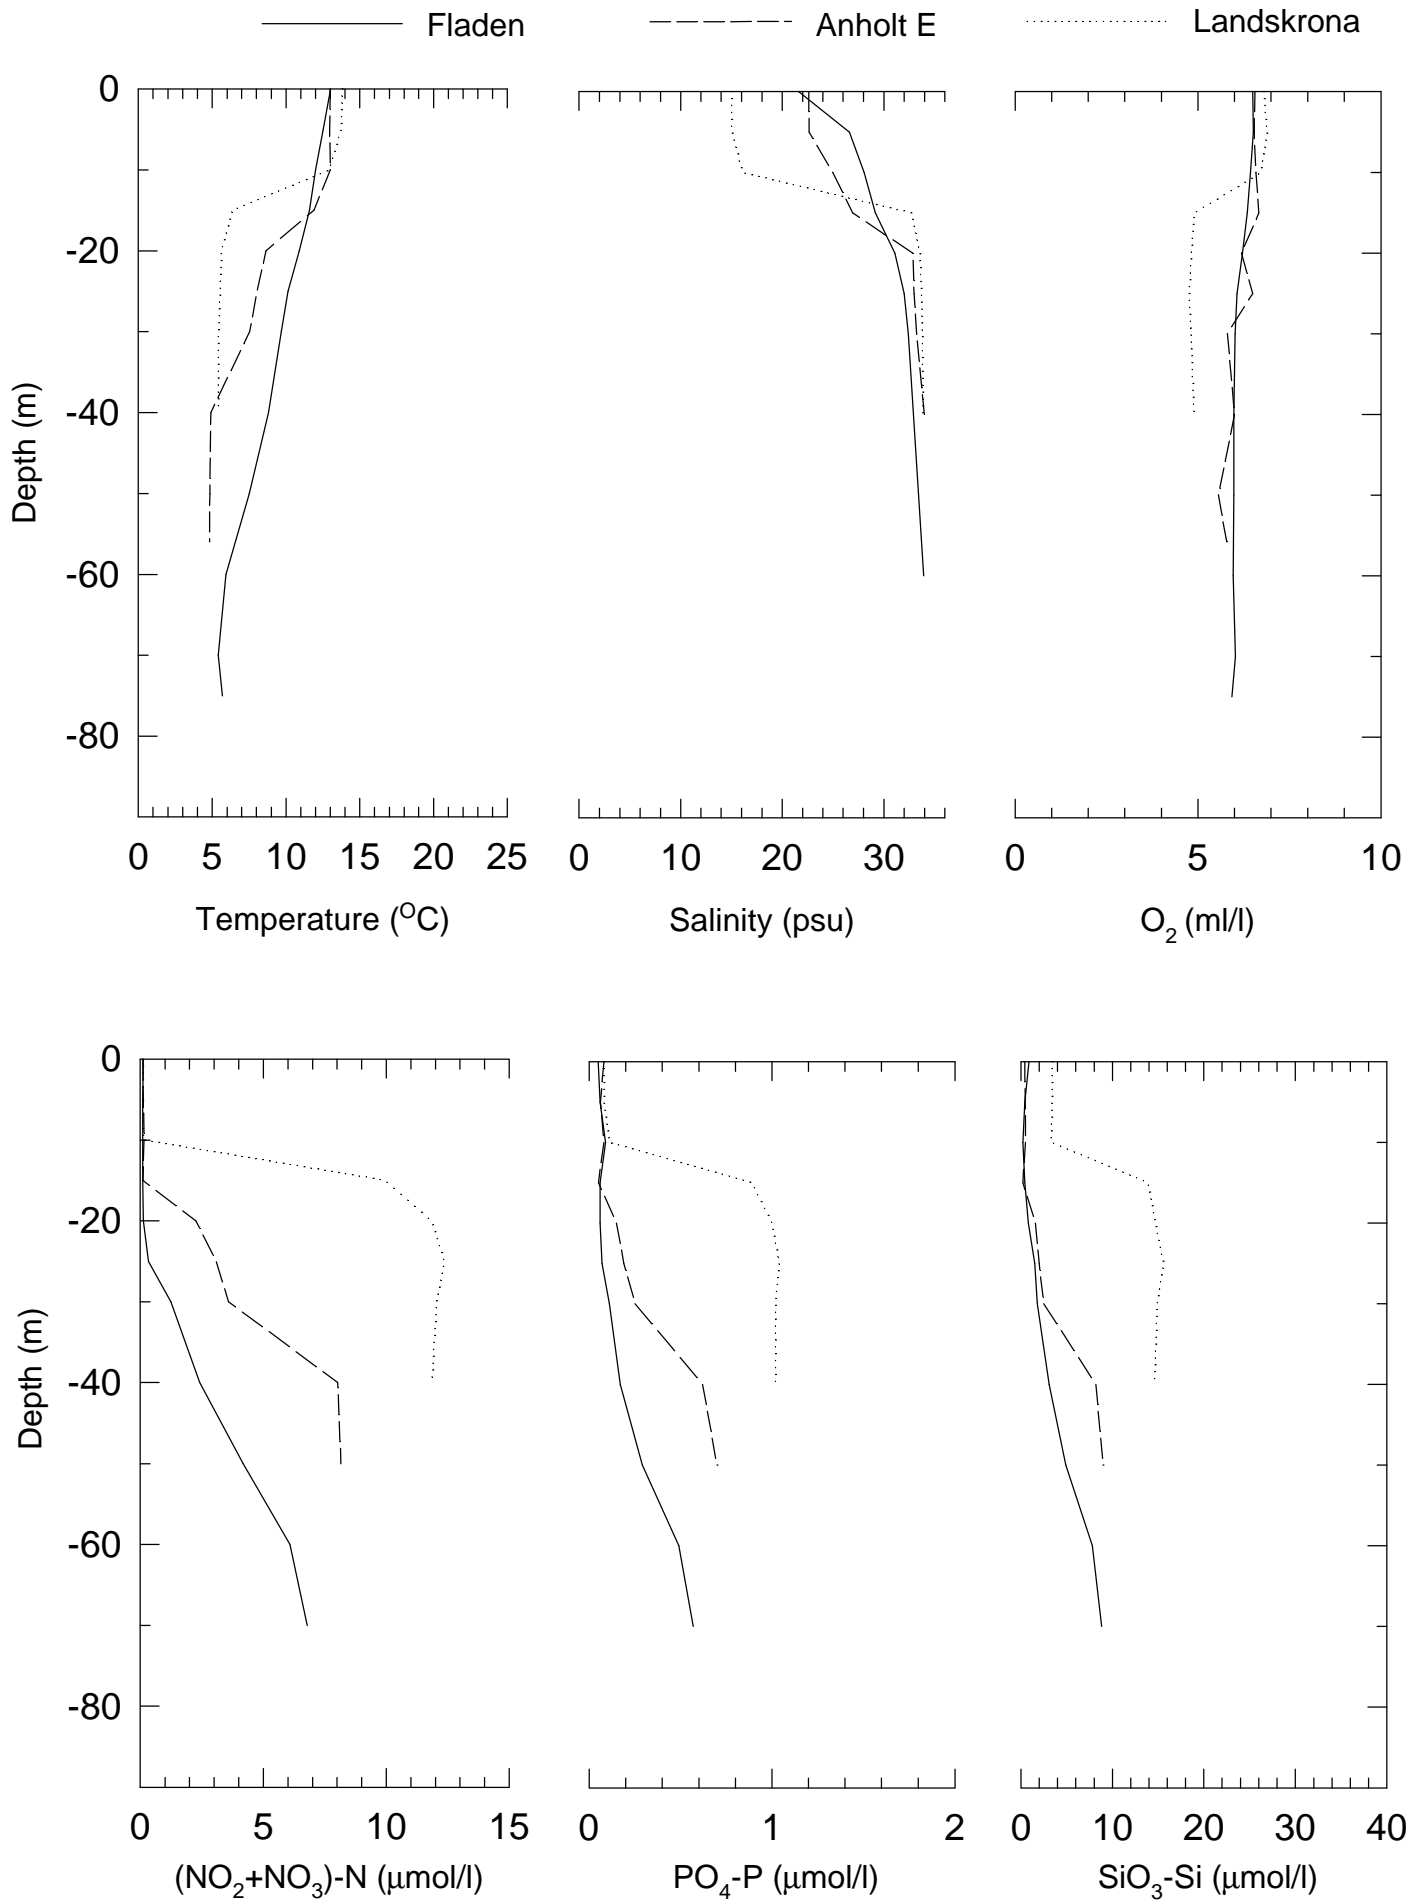 Fladen Anholt E Landskrona
0
-20
-40
-60
-80
Depth (m)
0 5 10 15 20 25 0 10 20 30 0 5 10
Temperature (ᴼC) Salinity (psu) O₂ (ml/l)
0
-20
-40
-60
-80
Depth (m)
0 5 10 15 0 1 2 0 10 20 30 40
(NO₂+NO₃)-N (μmol/l) PO₄-P (μmol/l) SiO₃-Si (μmol/l)